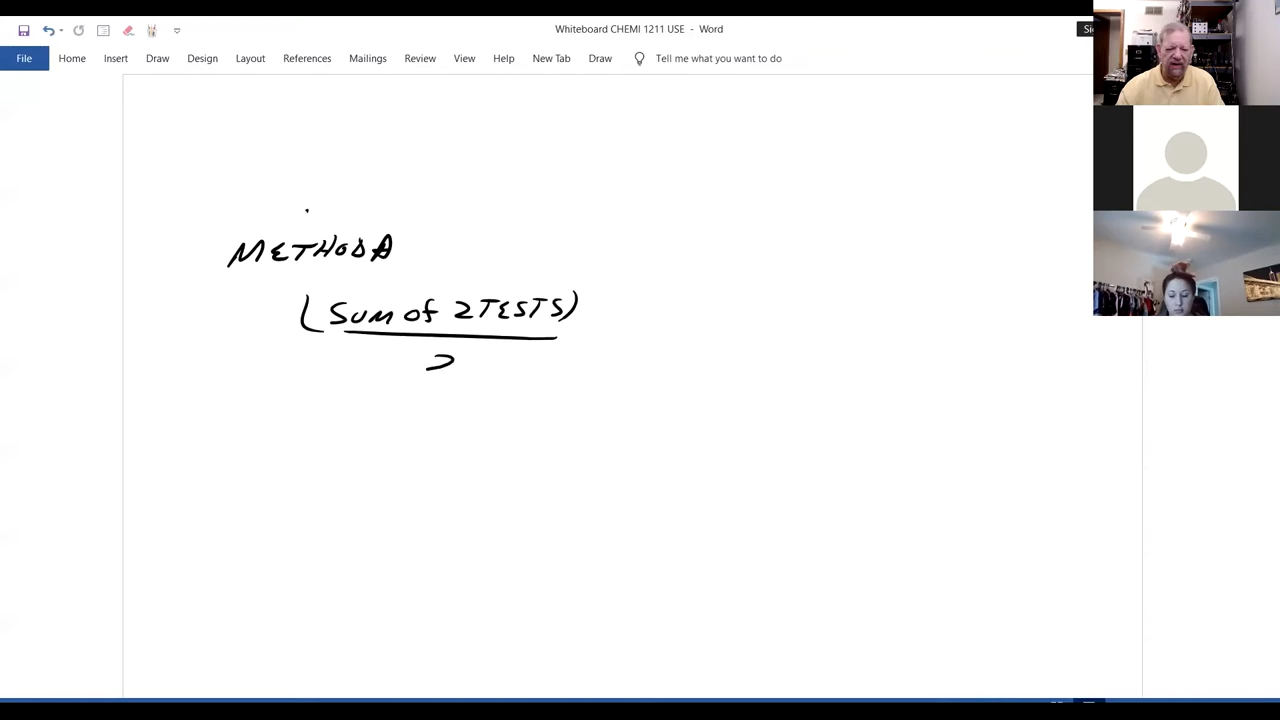 Whiteboard CHEMI 1211 USE - Word
File Home Insert Draw Design Layout References Mailings Review View Help New Tab Draw Tell me what you want to do
METHOD A
(SUM OF 2 TESTS)
2